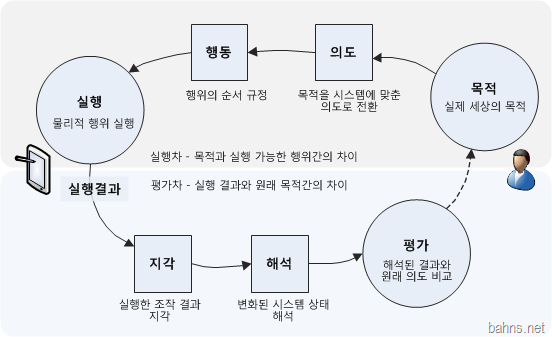 목적
실제 세상의 목적
의도
목적을 시스템에 맞춘
의도로 전환
행동
행위의 순서 규정
실행
물리적 행위 실행
실행차 - 목적과 실행 가능한 행위간의 차이
평가차 - 실행 결과와 원래 목적간의 차이
실행결과
지각
실행한 조작 결과
지각
해석
변화된 시스템 상태
해석
평가
해석된 결과와
원래 의도 비교
bahns.net